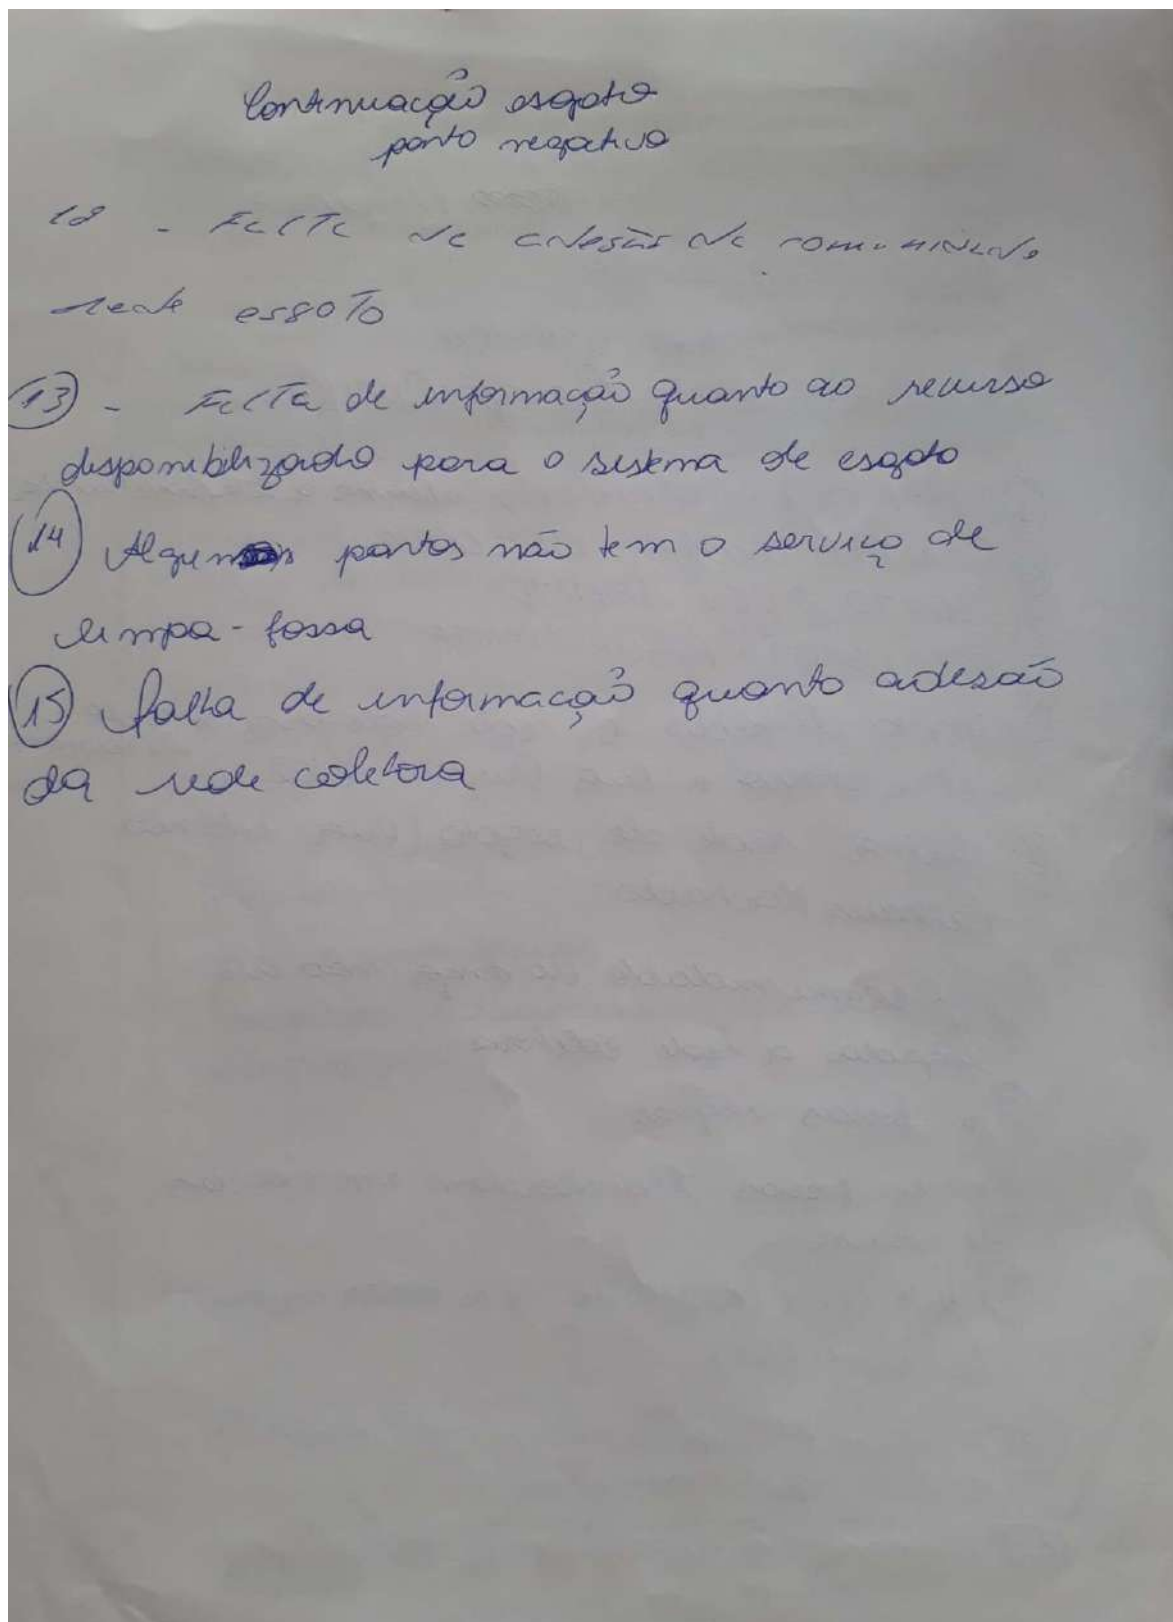 Continuação esgoto
ponto negativo
12 - Falta de adesão da comunidade
rede esgoto
13 - Falta de informação quanto ao recurso
disponibilizado para o sistema de esgoto
14 Alguns pontos não tem o serviço de
limpa-fossa
15 falta de informação quanto adesão
da rede coletora